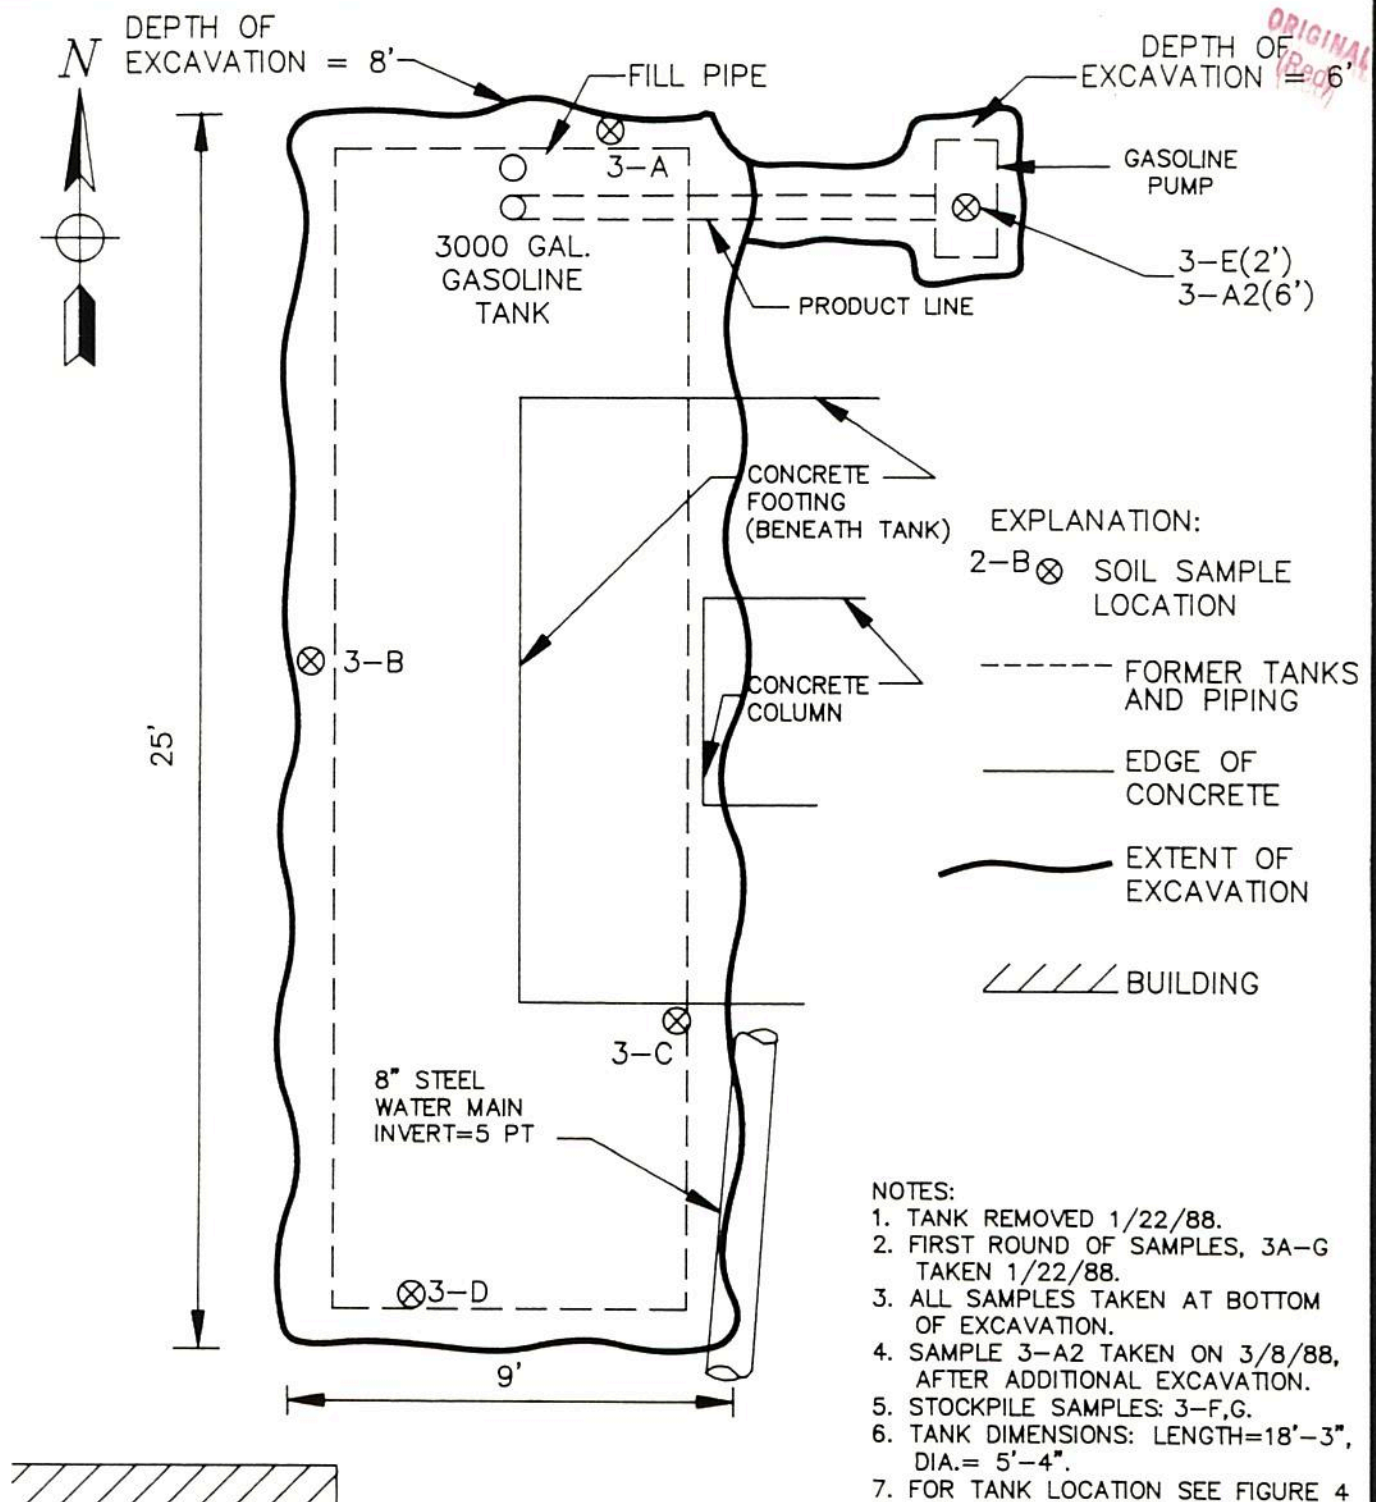 DEPTH OF
EXCAVATION = 8'
N
FILL PIPE
DEPTH OF
EXCAVATION = 6'
ORIGINAL
(Red)
3-A
GASOLINE
PUMP
3000 GAL.
GASOLINE
TANK
3-E(2')
3-A2(6')
PRODUCT LINE
CONCRETE
FOOTING
(BENEATH TANK)
EXPLANATION:
2-B
SOIL SAMPLE
LOCATION
3-B
FORMER TANKS
AND PIPING
CONCRETE
COLUMN
25'
EDGE OF
CONCRETE
EXTENT OF
EXCAVATION
BUILDING
3-C
8" STEEL
WATER MAIN
INVERT=5 PT
3-D
9'
NOTES:
1. TANK REMOVED 1/22/88.
2. FIRST ROUND OF SAMPLES, 3A-G
TAKEN 1/22/88.
3. ALL SAMPLES TAKEN AT BOTTOM
OF EXCAVATION.
4. SAMPLE 3-A2 TAKEN ON 3/8/88,
AFTER ADDITIONAL EXCAVATION.
5. STOCKPILE SAMPLES: 3-F,G.
6. TANK DIMENSIONS: LENGTH=18'-3",
DIA.= 5'-4".
7. FOR TANK LOCATION SEE FIGURE 4